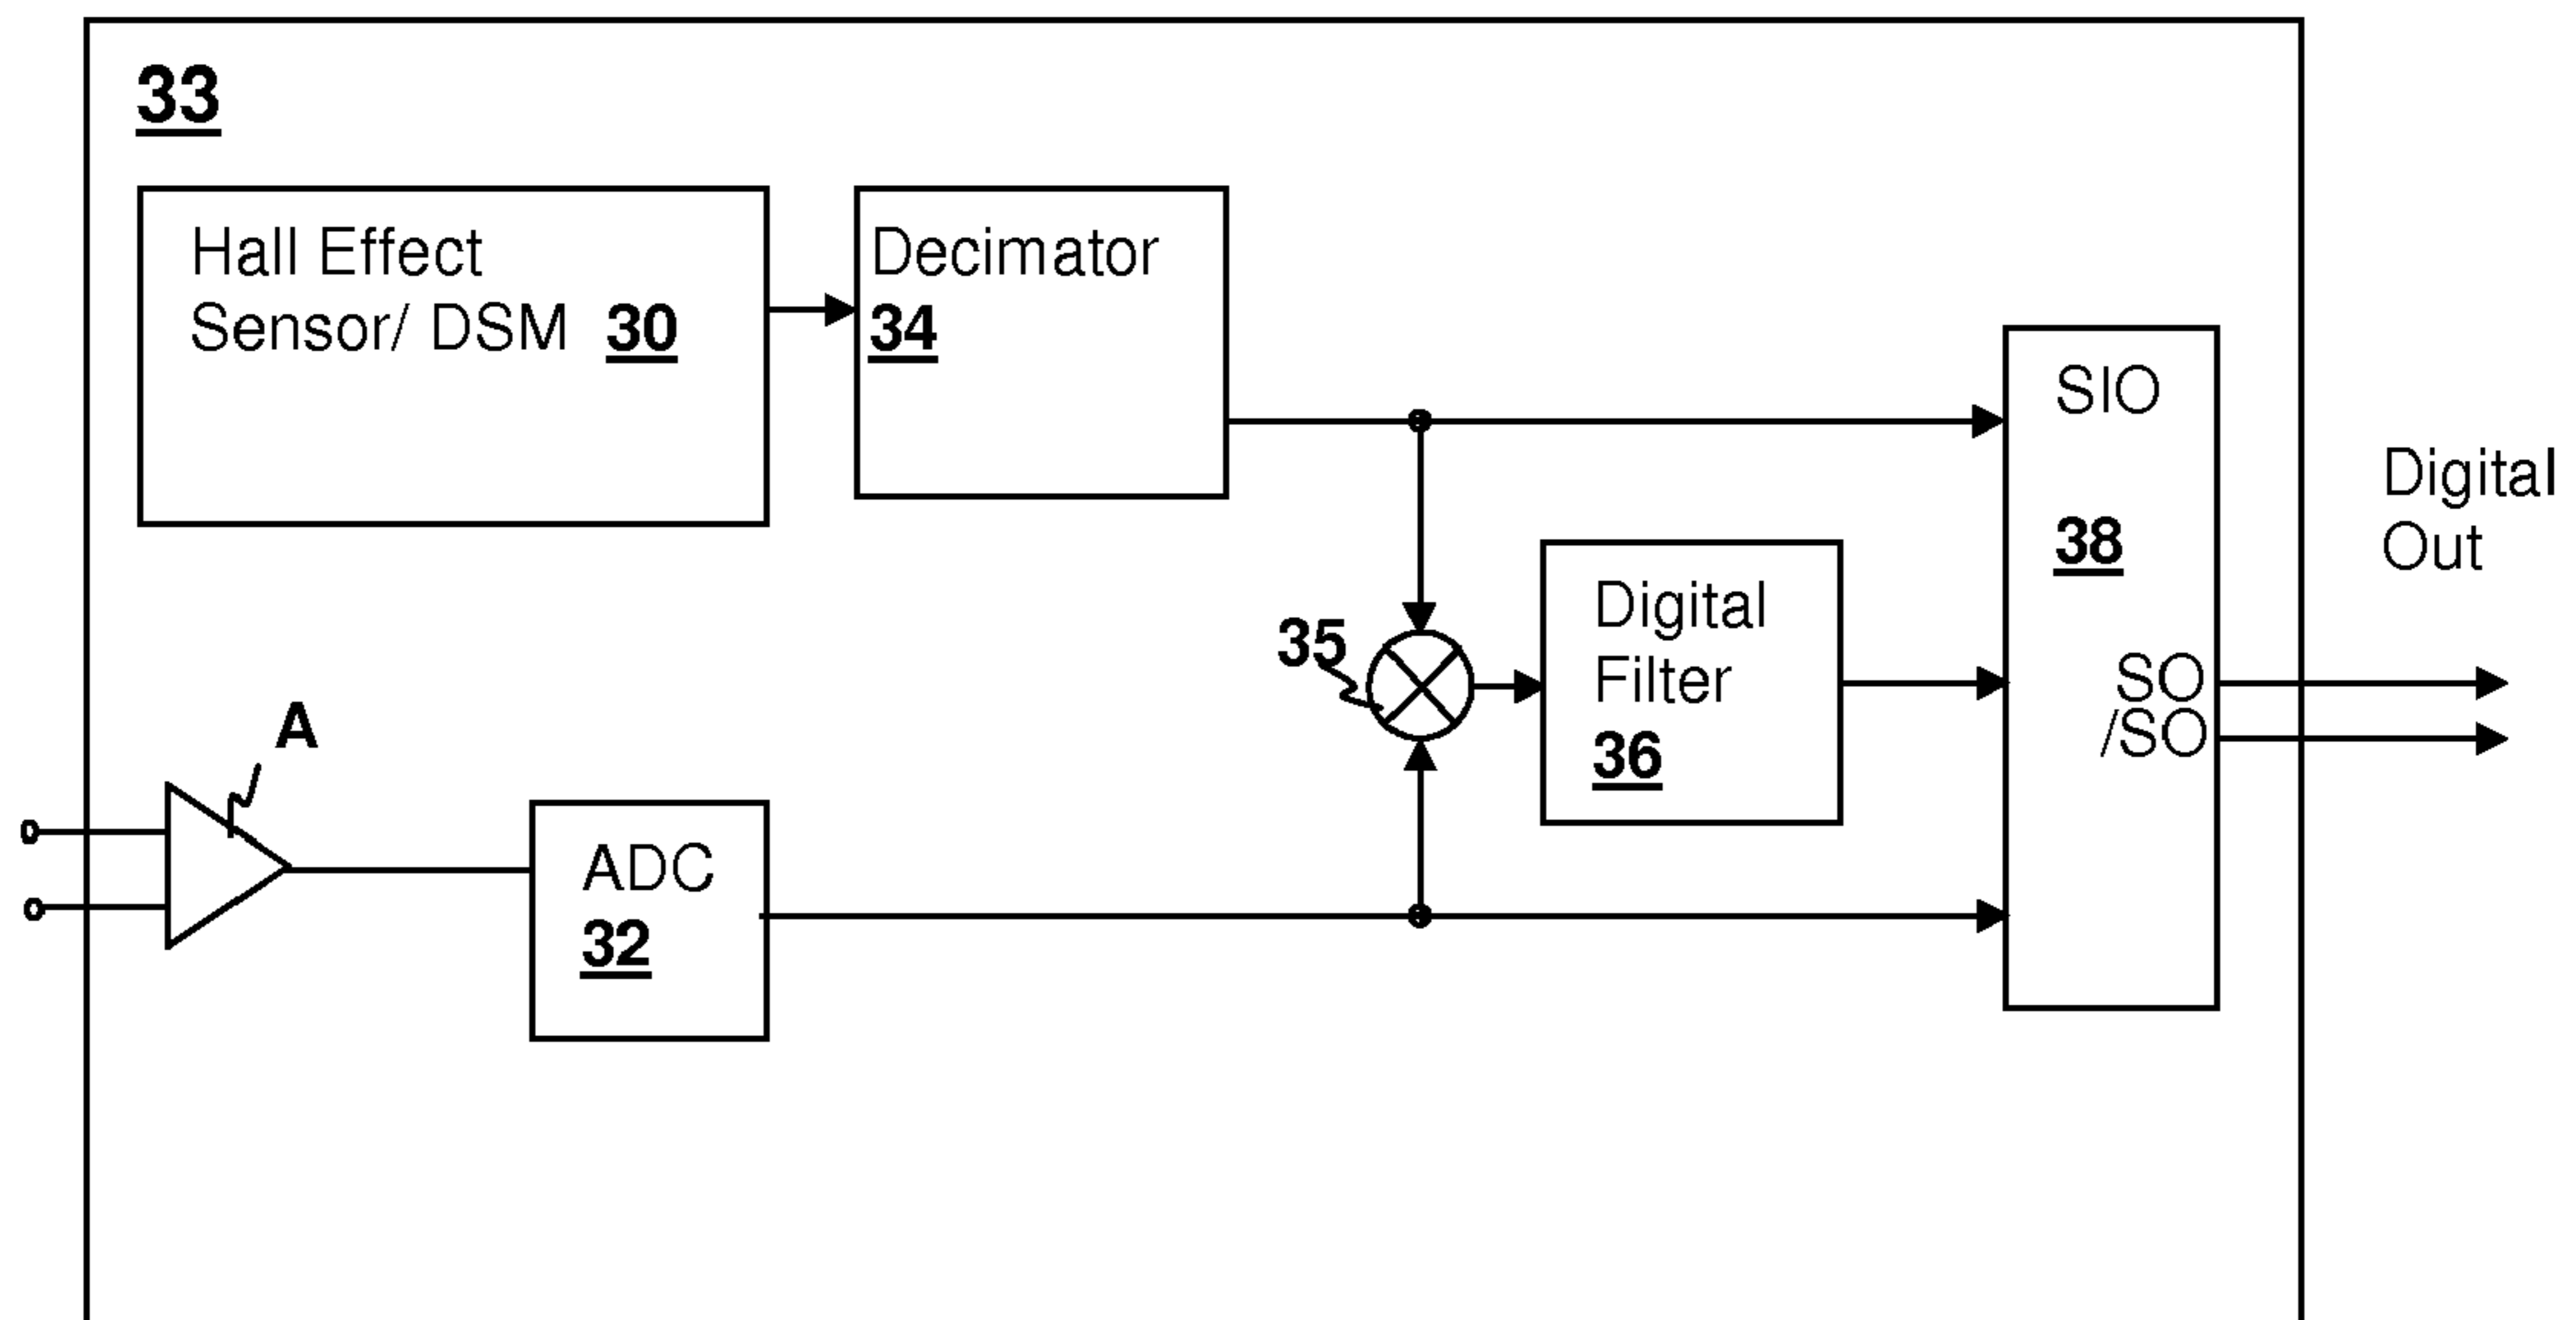 33
Hall Effect
Sensor/ DSM 30
Decimator
34
SIO
38
Digital
Out
35
Digital
Filter
36
SO
/SO
A
ADC
32